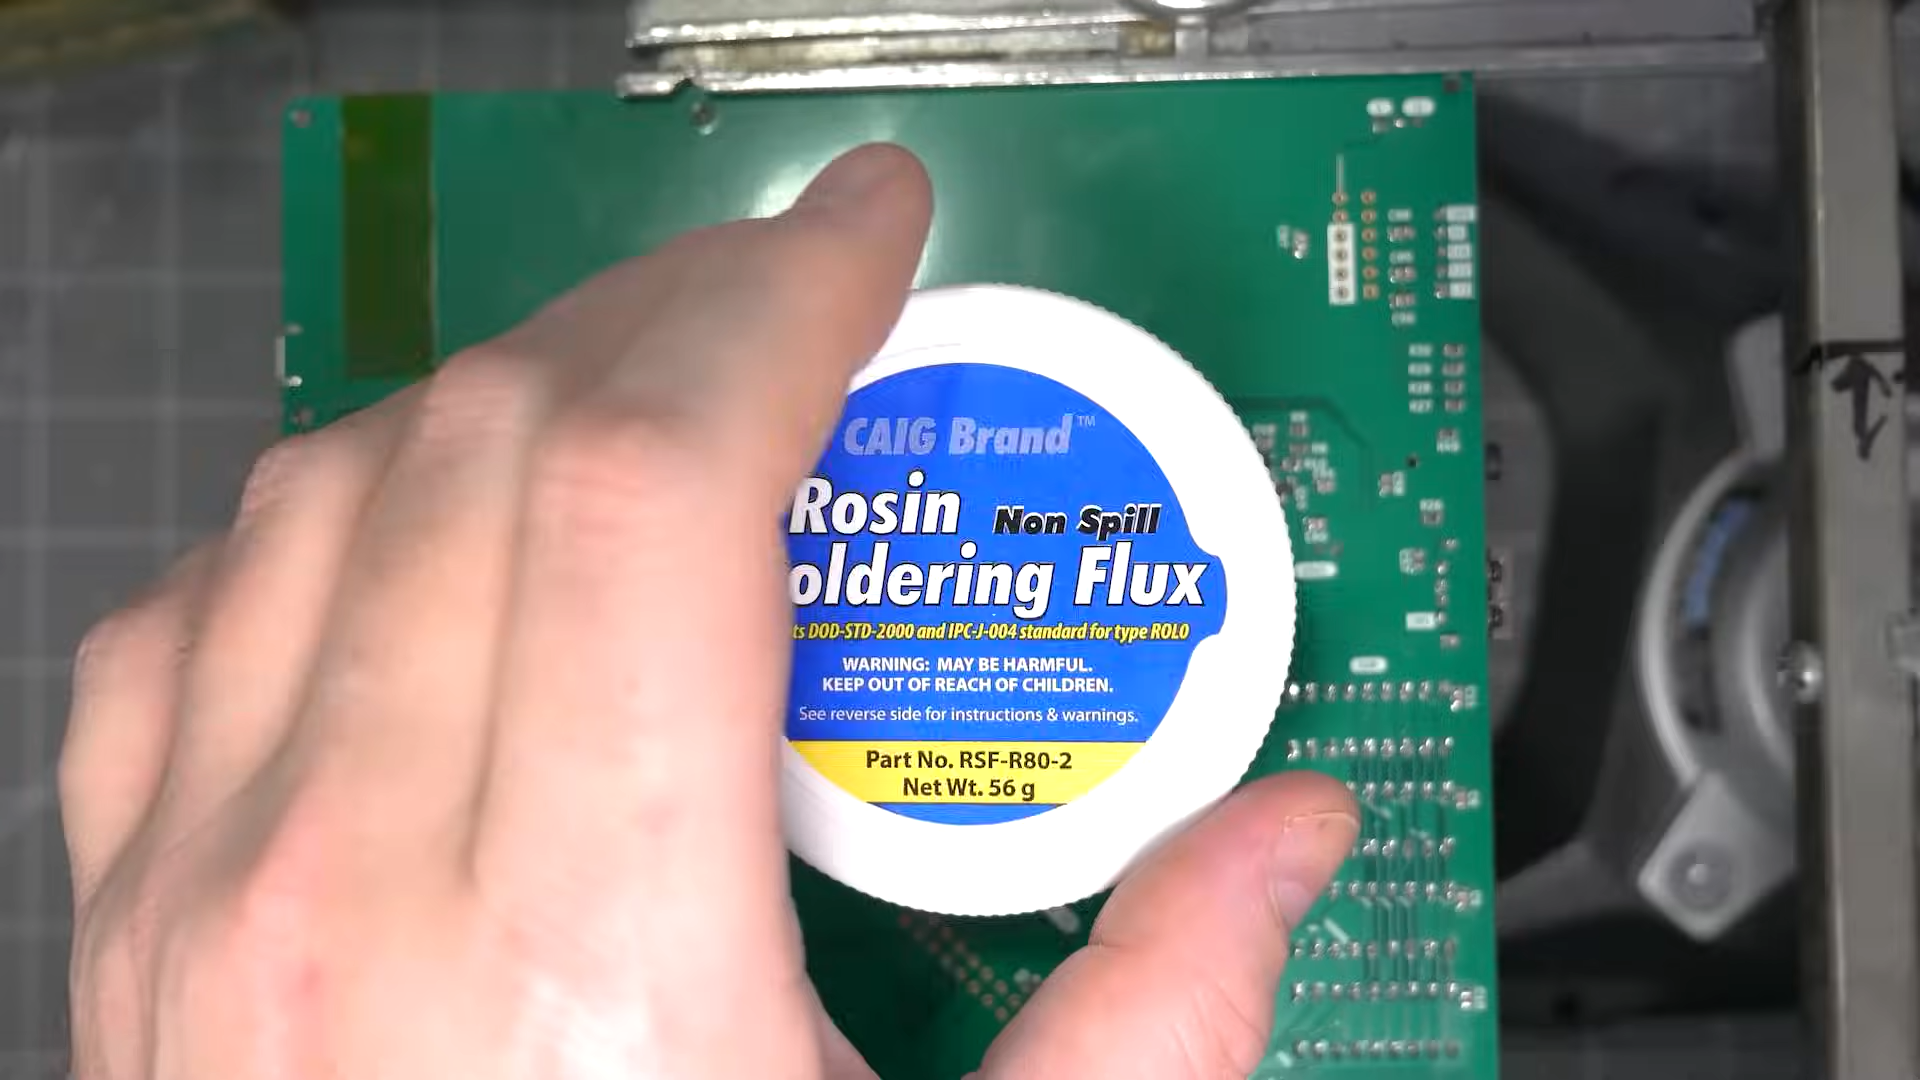 CAIG Brand™
Rosin Non Spill
oldering Flux
ts DOD-STD-2000 and IPC-J-004 standard for type ROLO
WARNING: MAY BE HARMFUL.
KEEP OUT OF REACH OF CHILDREN.
See reverse side for instructions & warnings.
Part No. RSF-R80-2
Net Wt. 56 g